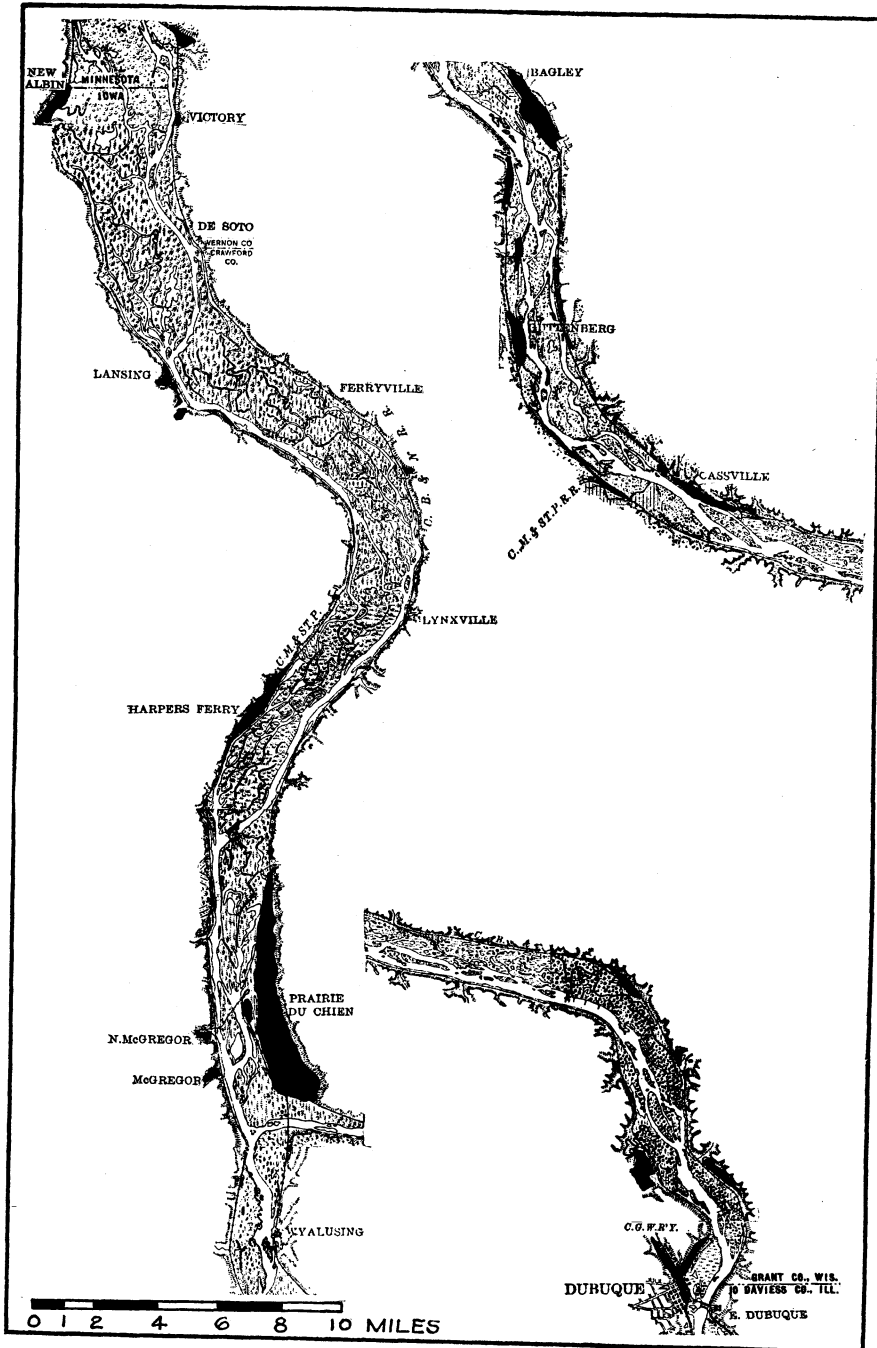 NEW
ALBIN
MINNESOTA
IOWA
VICTORY
DE SOTO
VERNON CO
CRAWFORD
CO.
LANSING
FERRYVILLE
C. B & N. R. R.
C. M. & ST. P.
LYNXVILLE
HARPERS FERRY
PRAIRIE
DU CHIEN
N. McGREGOR
McGREGOR
WYALUSING
0 1 2 4 6 8 10 MILES
BAGLEY
GUTTENBERG
CASSVILLE
C. M. & ST. P. R. R.
C. G. W. R'Y.
DUBUQUE
GRANT CO., WIS.
JO DAVIESS CO., ILL.
E. DUBUQUE